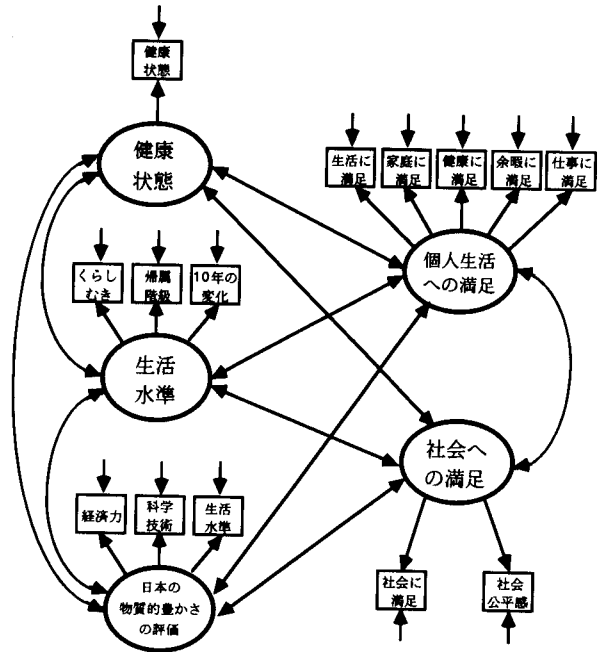 健康
状態
健康
状態
生活に
満足
家庭に
満足
健康に
満足
余暇に
満足
仕事に
満足
個人生活
への満足
くらし
むき
帰属
階級
10年の
変化
生活
水準
社会へ
の満足
経済力
科学
技術
生活
水準
日本の
物質的豊かさ
の評価
社会に
満足
社会
公平感